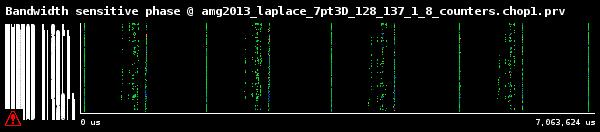 Bandwidth sensitive phase @ amg2013_laplace_7pt3D_128_137_1_8_counters.chop1.prv
0 us
7,063,624 us